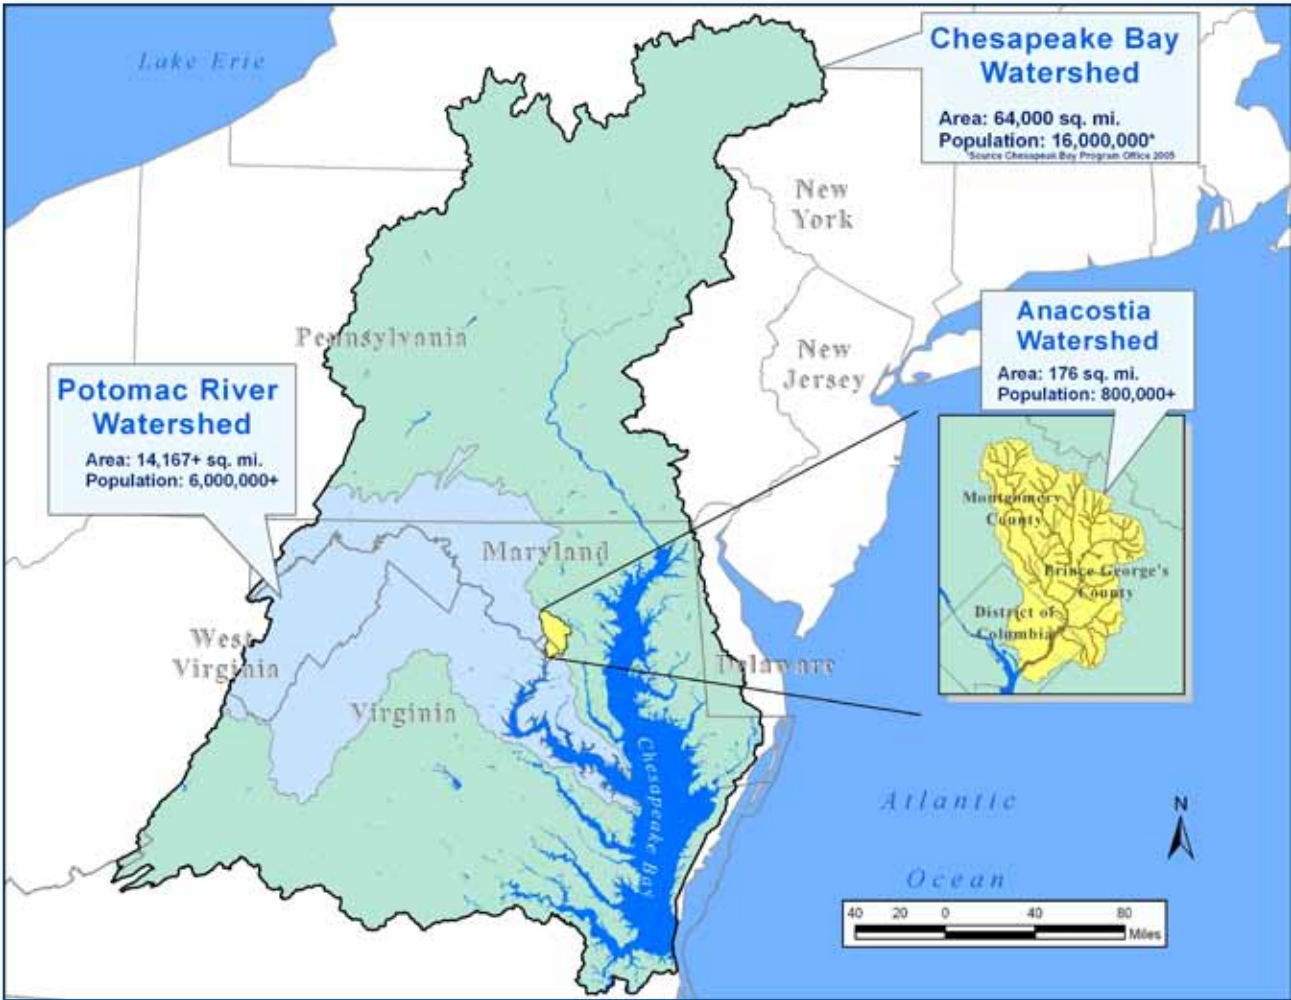 Lake Erie
Chesapeake Bay
Watershed
Area: 64,000 sq. mi.
Population: 16,000,000*
*Source Chesapeak Bay Program Office 2005
New
York
Pennsylvania
New
Jersey
Anacostia
Watershed
Area: 176 sq. mi.
Population: 800,000+
Potomac River
Watershed
Area: 14,167+ sq. mi.
Population: 6,000,000+
Montgomery
County
Prince George's
County
District of
Columbia
Maryland
West
Virginia
Delaware
Virginia
Chesapeake Bay
Atlantic
Ocean
N
40 20 0 40 80
Miles